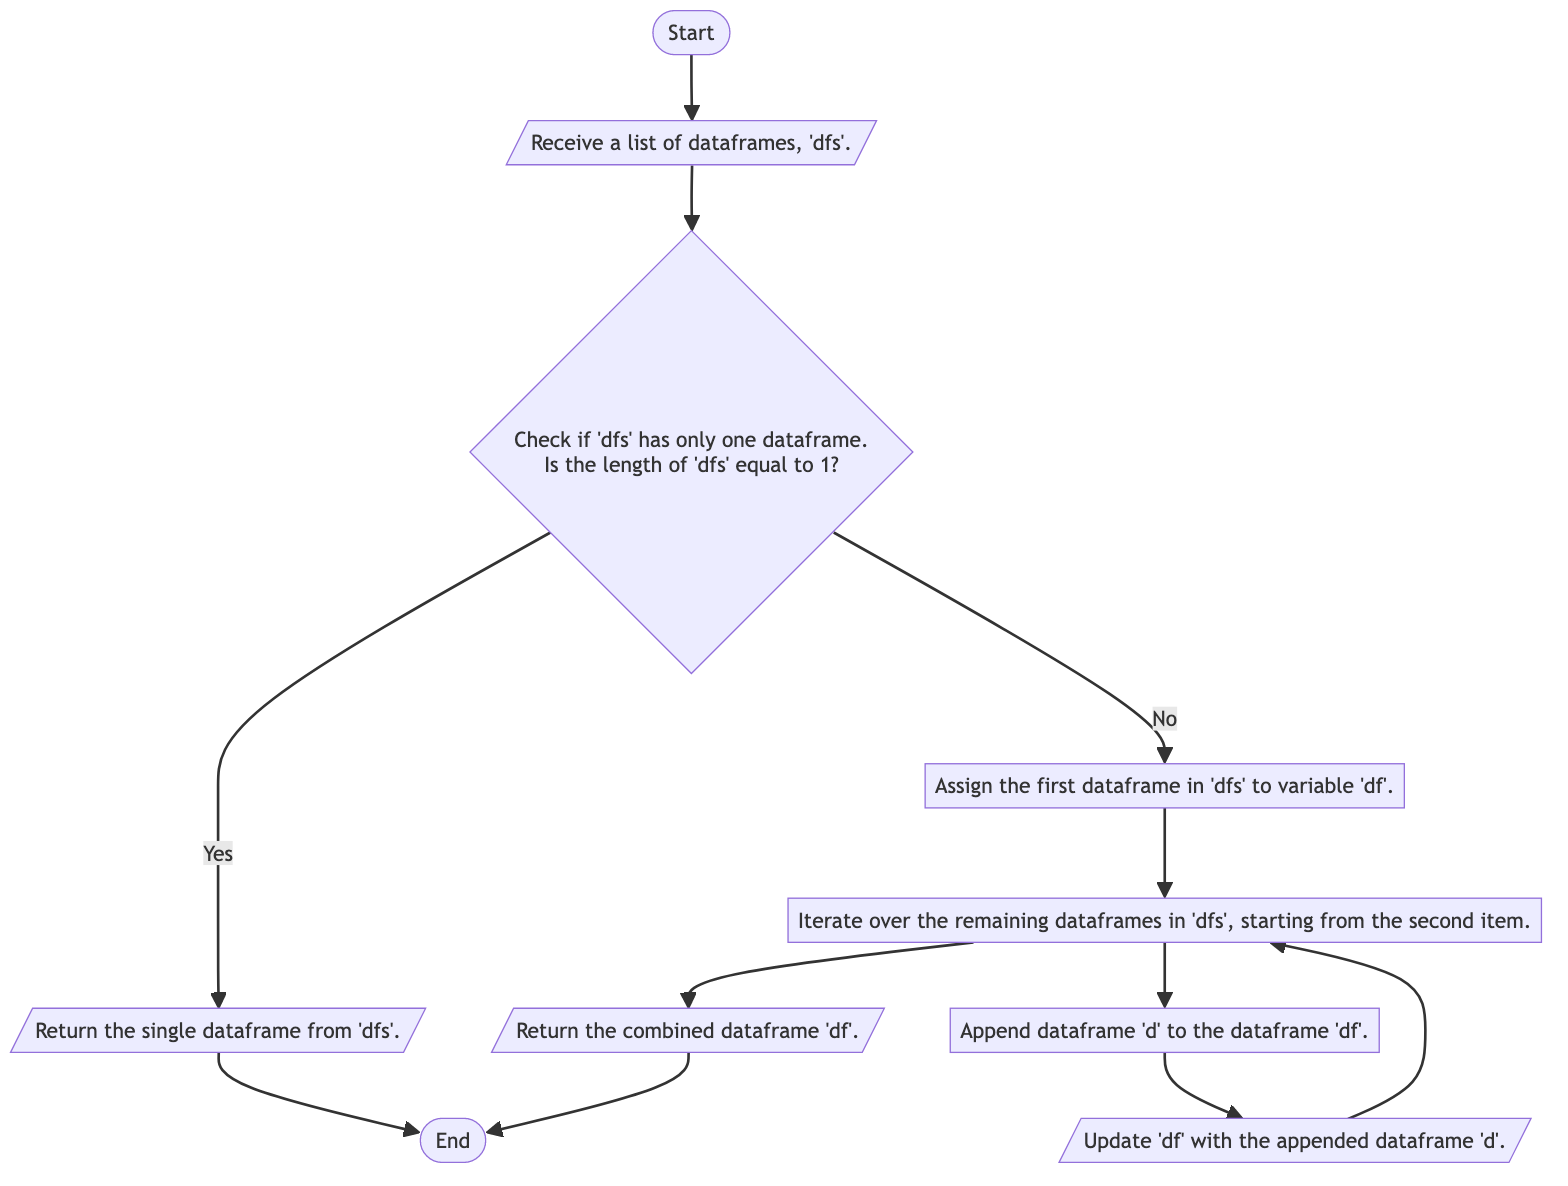 Start
Receive a list of dataframes, 'dfs'.
Check if 'dfs' has only one dataframe.
Is the length of 'dfs' equal to 1?
No
Assign the first dataframe in 'dfs' to variable 'df'.
Yes
Iterate over the remaining dataframes in 'dfs', starting from the second item.
Return the single dataframe from 'dfs'.
Return the combined dataframe 'df'.
Append dataframe 'd' to the dataframe 'df'.
End
Update 'df' with the appended dataframe 'd'.